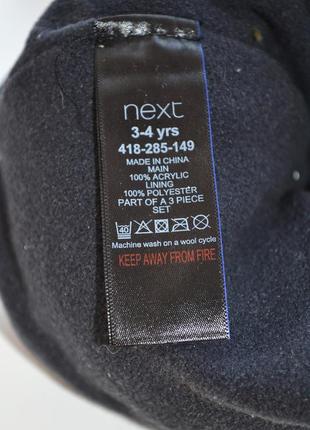 next
3-4 yrs
418-285-149
MADE IN CHINA
MAIN
100% ACRYLIC
LINING
100% POLYESTER
PART OF A 3 PIECE
SET
40
Machine wash on a wool cycle
KEEP AWAY FROM FIRE